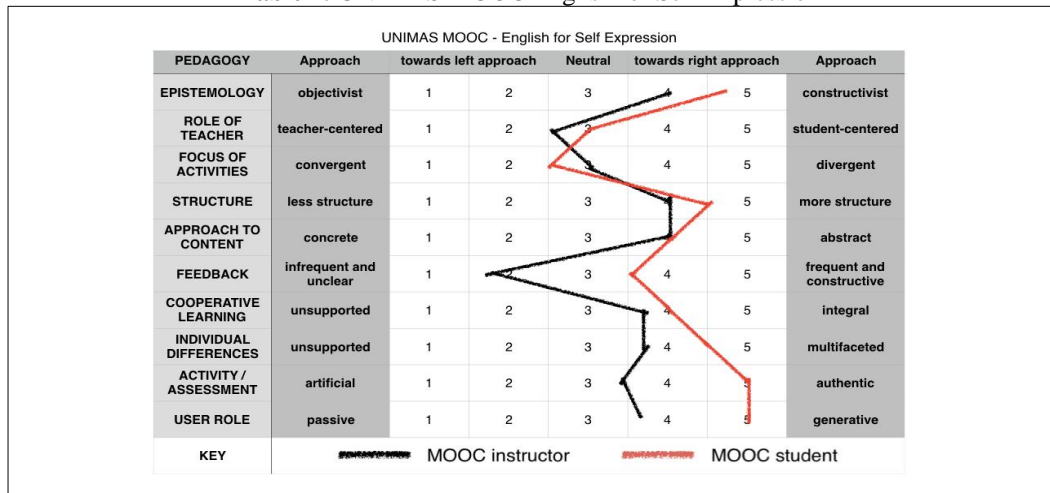 UNIMAS MOOC - English for Self Expression
PEDAGOGY Approach towards left approach Neutral towards right approach Approach
EPISTEMOLOGY objectivist 1 2 3 4 5 constructivist
ROLE OF
TEACHER teacher-centered 1 2 3 4 5 student-centered
FOCUS OF
ACTIVITIES convergent 1 2 3 4 5 divergent
STRUCTURE less structure 1 2 3 4 5 more structure
APPROACH TO
CONTENT concrete 1 2 3 4 5 abstract
FEEDBACK infrequent and
unclear 1 2 3 4 5 frequent and
constructive
COOPERATIVE
LEARNING unsupported 1 2 3 4 5 integral
INDIVIDUAL
DIFFERENCES unsupported 1 2 3 4 5 multifaceted
ACTIVITY /
ASSESSMENT artificial 1 2 3 4 5 authentic
USER ROLE passive 1 2 3 4 5 generative
KEY MOOC instructor MOOC student